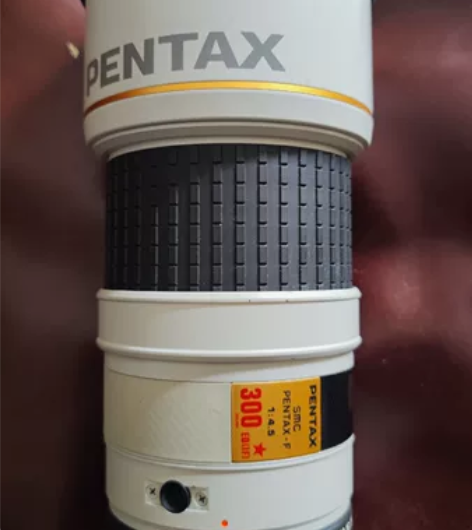 PENTAX
PENTAX
SMC
PENTAX-F
1:4.5
300